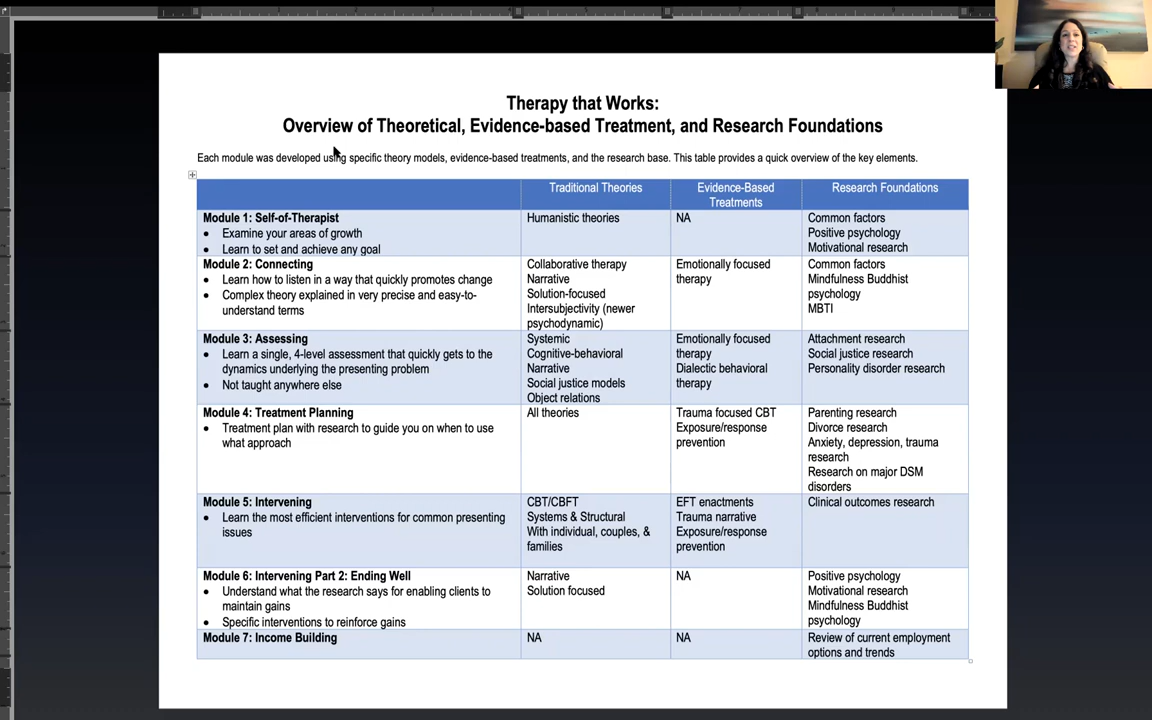 Therapy that Works:
Overview of Theoretical, Evidence-based Treatment, and Research Foundations
Each module was developed using specific theory models, evidence-based treatments, and the research base. This table provides a quick overview of the key elements.
Traditional Theories
Evidence-Based
Treatments
Research Foundations
Module 1: Self-of-Therapist
• Examine your areas of growth
• Learn to set and achieve any goal
Humanistic theories
NA
Common factors
Positive psychology
Motivational research
Module 2: Connecting
• Learn how to listen in a way that quickly promotes change
• Complex theory explained in very precise and easy-to-
understand terms
Collaborative therapy
Narrative
Solution-focused
Intersubjectivity (newer
psychodynamic)
Emotionally focused
therapy
Common factors
Mindfulness Buddhist
psychology
MBTI
Module 3: Assessing
• Learn a single, 4-level assessment that quickly gets to the
dynamics underlying the presenting problem
• Not taught anywhere else
Systemic
Cognitive-behavioral
Narrative
Social justice models
Object relations
Emotionally focused
therapy
Dialectic behavioral
therapy
Attachment research
Social justice research
Personality disorder research
Module 4: Treatment Planning
• Treatment plan with research to guide you on when to use
what approach
All theories
Trauma focused CBT
Exposure/response
prevention
Parenting research
Divorce research
Anxiety, depression, trauma
research
Research on major DSM
disorders
Module 5: Intervening
• Learn the most efficient interventions for common presenting
issues
CBT/CBFT
Systems & Structural
With individual, couples, &
families
EFT enactments
Trauma narrative
Exposure/response
prevention
Clinical outcomes research
Module 6: Intervening Part 2: Ending Well
• Understand what the research says for enabling clients to
maintain gains
• Specific interventions to reinforce gains
Narrative
Solution focused
NA
Positive psychology
Motivational research
Mindfulness Buddhist
psychology
Module 7: Income Building
NA
NA
Review of current employment
options and trends